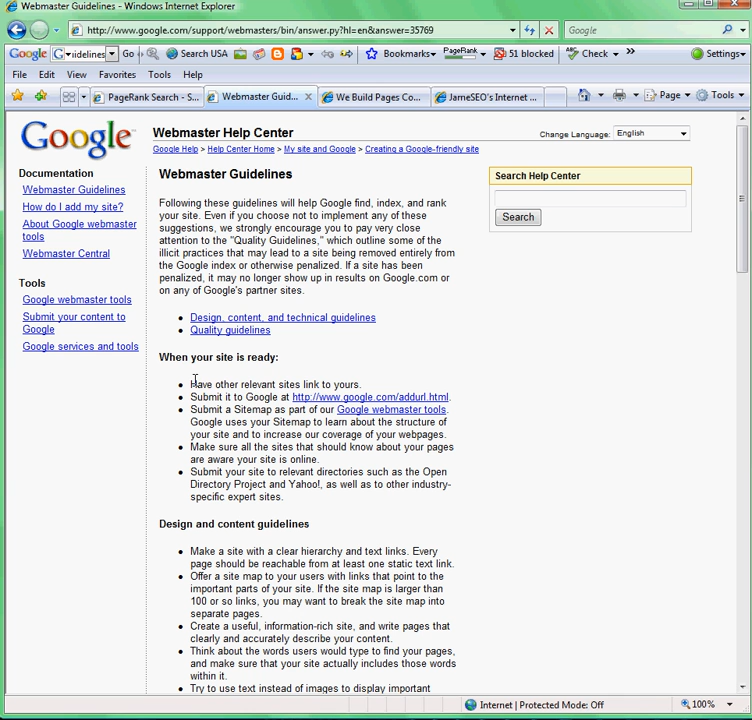 Webmaster Guidelines - Windows Internet Explorer
http://www.google.com/support/webmasters/bin/answer.py?hl=en&answer=35769
Google
Google Go Search USA Bookmarks PageRank 51 blocked Check Settings
File Edit View Favorites Tools Help
PageRank Search - S... Webmaster Guid... We Build Pages Co... Internet ... Page Tools
Google
Webmaster Help Center
Change Language: English
Google Help > Help Center Home > My site and Google > Creating a Google-friendly site
Documentation
Webmaster Guidelines
How do I add my site?
About Google webmaster
tools
Webmaster Central
Tools
Google webmaster tools
Submit your content to
Google
Google services and tools
Webmaster Guidelines
Following these guidelines will help Google find, index, and rank
your site. Even if you choose not to implement any of these
suggestions, we strongly encourage you to pay very close
attention to the "Quality Guidelines," which outline some of the
illicit practices that may lead to a site being removed entirely
from the Google index or otherwise penalized. If a site has been
penalized, it may no longer show up in results on Google.com or
on any of Google's partner sites.
• Design, content, and technical guidelines
• Quality guidelines
When your site is ready:
• Have other relevant sites link to yours.
• Submit it to Google at http://www.google.com/addurl.html.
• Submit a Sitemap as part of our Google webmaster tools.
Google uses your Sitemap to learn about the structure of
your site and to increase our coverage of your webpages.
• Make sure all the sites that should know about your pages
are aware your site is online.
• Submit your site to relevant directories such as the Open
Directory Project and Yahoo!, as well as to other industry-
specific expert sites.
Design and content guidelines
• Make a site with a clear hierarchy and text links. Every
page should be reachable from at least one static text link.
• Offer a site map to your users with links that point to the
important parts of your site. If the site map is larger than
100 or so links, you may want to break the site map into
separate pages.
• Create a useful, information-rich site, and write pages that
clearly and accurately describe your content.
• Think about the words users would type to find your pages,
and make sure that your site actually includes those words
within it.
• Try to use text instead of images to display important
Search Help Center
Search
Internet | Protected Mode: Off
100%